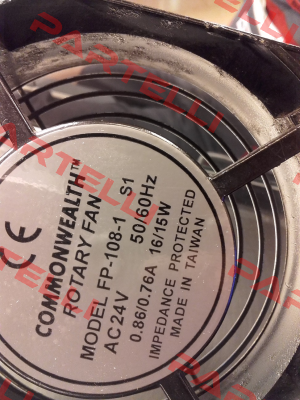 COMMONWEALTH™
ROTARY FAN
MODEL FP-108-1 S1
AC24V 50/60Hz
0.86/0.76A 16/15W
IMPEDANCE PROTECTED
MADE IN TAIWAN
CE
PARTELLI
PARTELLI
PARTELLI